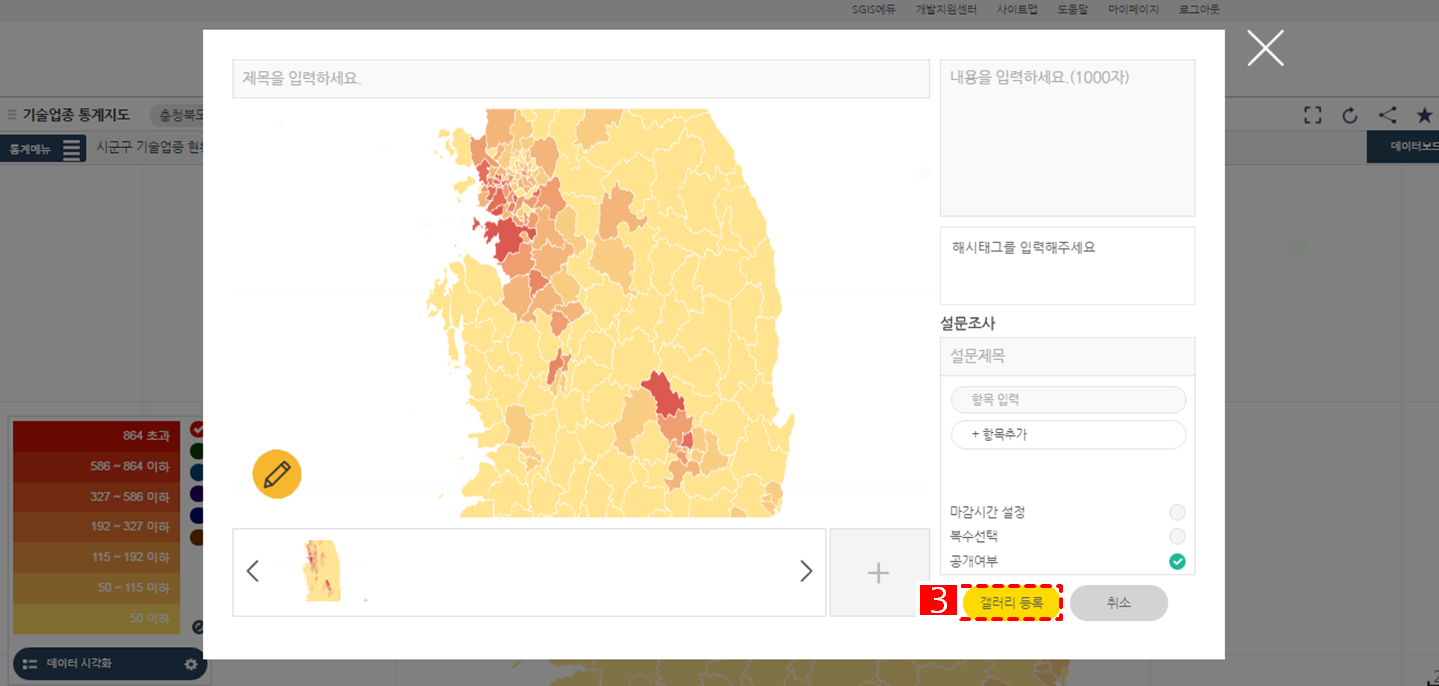 SGIS에듀 개발지원센터 사이트맵 도움말 마이페이지 로그아웃
제목을 입력하세요.
내용을 입력하세요.(1000자)
기술업종 통계지도
충청북도
통계메뉴
시군구 기술업종 현황
데이터보드
해시태그를 입력해주세요
설문조사
설문제목
항목 입력
+ 항목추가
864 초과
586 ~ 864 이하
327 ~ 586 이하
192 ~ 327 이하
115 ~ 192 이하
50 ~ 115 이하
50 이하
마감시간 설정
복수선택
공개여부
3
갤러리 등록
취소
데이터 시각화